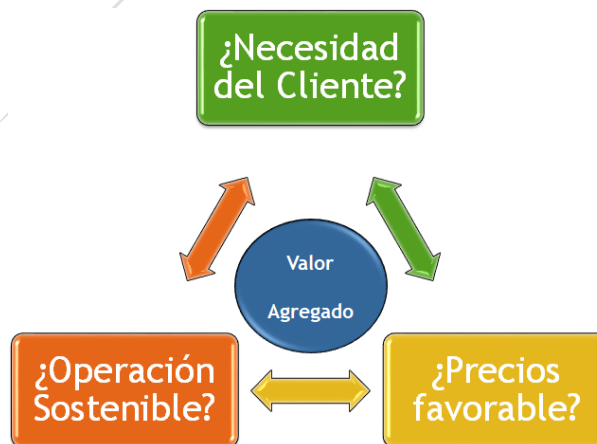 ¿Necesidad
del Cliente?
Valor
Agregado
¿Operación
Sostenible?
¿Precios
favorable?